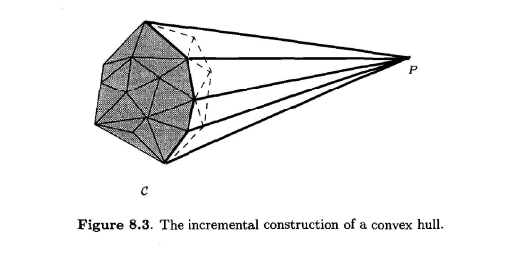 P
C
Figure 8.3. The incremental construction of a convex hull.